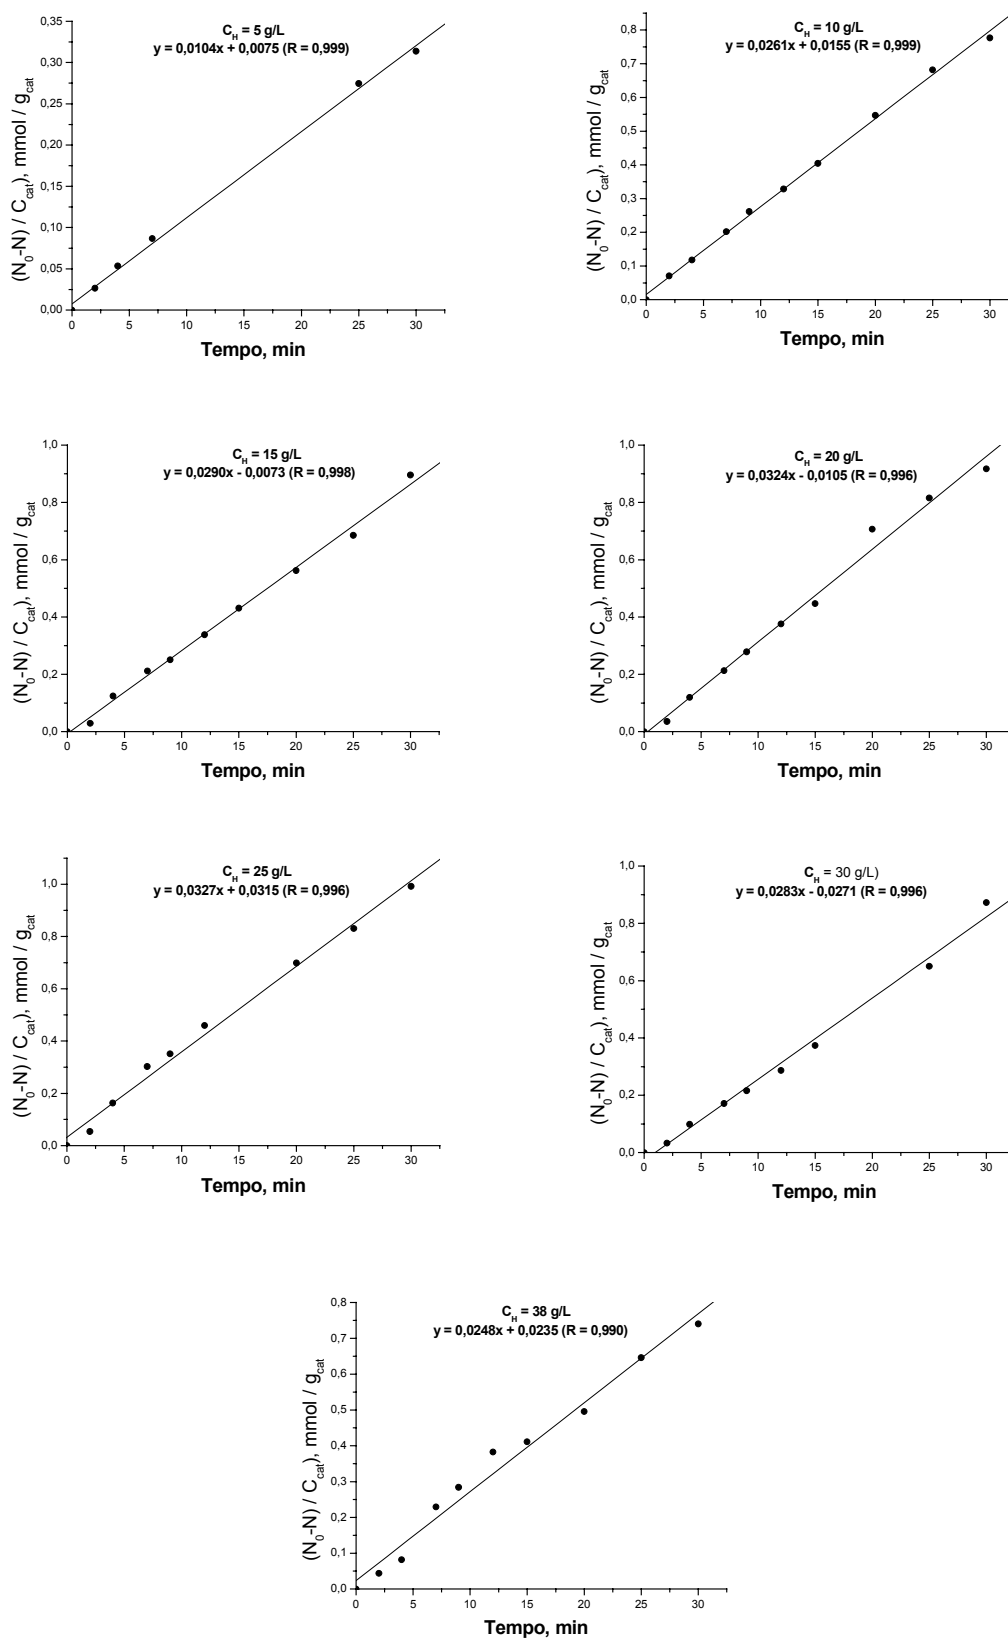 C_H = 5 g/L
y = 0,0104x + 0,0075 (R = 0,999)
0,35
0,30
0,25
0,20
0,15
0,10
0,05
0,00
(N_0-N) / C_cat), mmol / g_cat
0 5 10 15 20 25 30
Tempo, min
C_H = 10 g/L
y = 0,0261x + 0,0155 (R = 0,999)
0,8
0,7
0,6
0,5
0,4
0,3
0,2
0,1
0,0
(N_0-N) / C_cat), mmol / g_cat
0 5 10 15 20 25 30
Tempo, min
C_H = 15 g/L
y = 0,0290x - 0,0073 (R = 0,998)
1,0
0,8
0,6
0,4
0,2
0,0
(N_0-N) / C_cat), mmol / g_cat
0 5 10 15 20 25 30
Tempo, min
C_H = 20 g/L
y = 0,0324x - 0,0105 (R = 0,996)
1,0
0,8
0,6
0,4
0,2
0,0
(N_0-N) / C_cat), mmol / g_cat
0 5 10 15 20 25 30
Tempo, min
C_H = 25 g/L
y = 0,0327x + 0,0315 (R = 0,996)
1,0
0,8
0,6
0,4
0,2
0,0
(N_0-N) / C_cat), mmol / g_cat
0 5 10 15 20 25 30
Tempo, min
C_H = 30 g/L)
y = 0,0283x - 0,0271 (R = 0,996)
1,0
0,8
0,6
0,4
0,2
0,0
(N_0-N) / C_cat), mmol / g_cat
0 5 10 15 20 25 30
Tempo, min
C_H = 38 g/L
y = 0,0248x + 0,0235 (R = 0,990)
0,8
0,7
0,6
0,5
0,4
0,3
0,2
0,1
0,0
(N_0-N) / C_cat), mmol / g_cat
0 5 10 15 20 25 30
Tempo, min